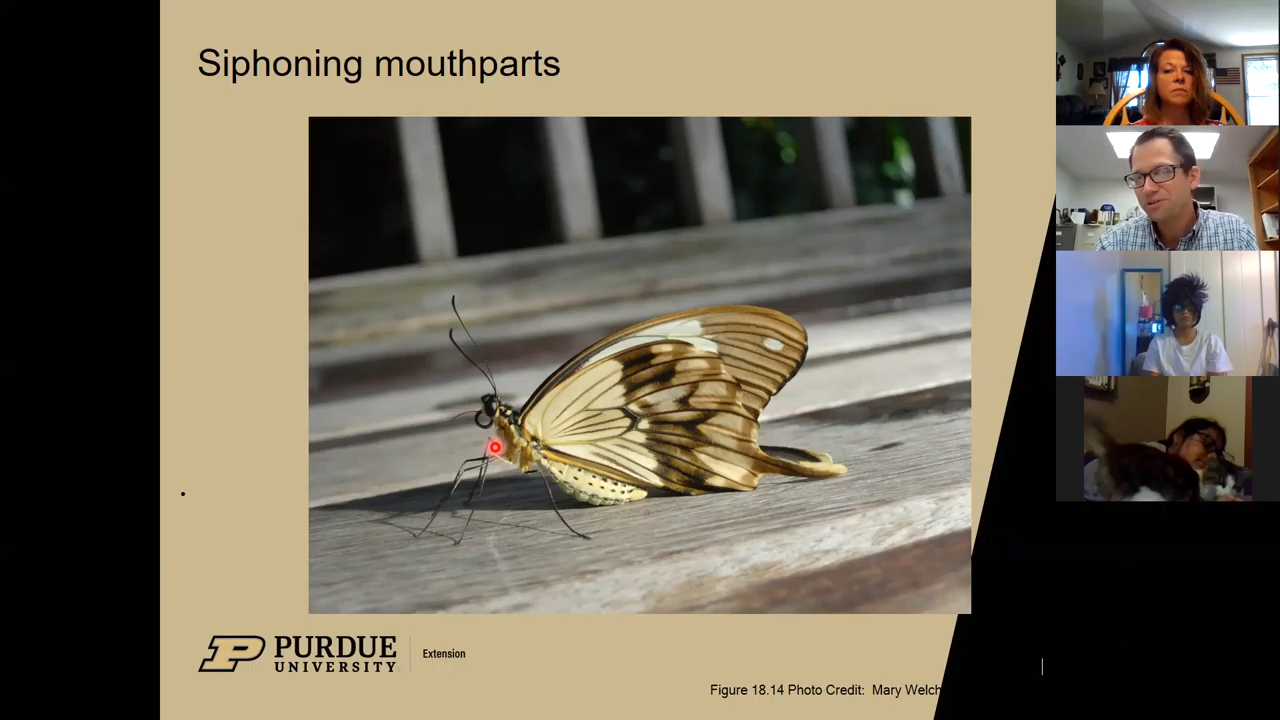 Siphoning mouthparts
PURDUE
UNIVERSITY
Extension
Figure 18.14 Photo Credit: Mary Welch